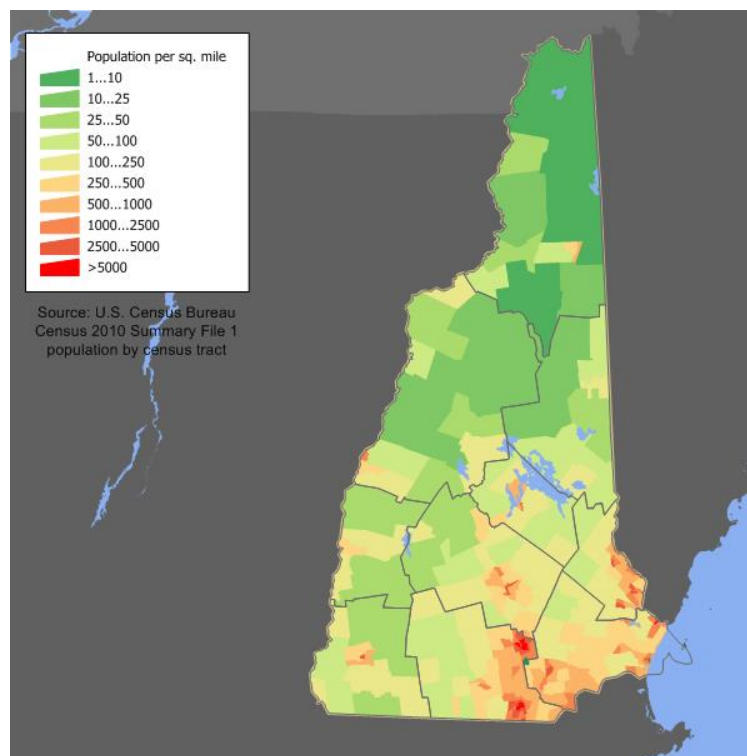 Population per sq. mile
1...10
10...25
25...50
50...100
100...250
250...500
500...1000
1000...2500
2500...5000
>5000
Source: U.S. Census Bureau
Census 2010 Summary File 1
population by census tract